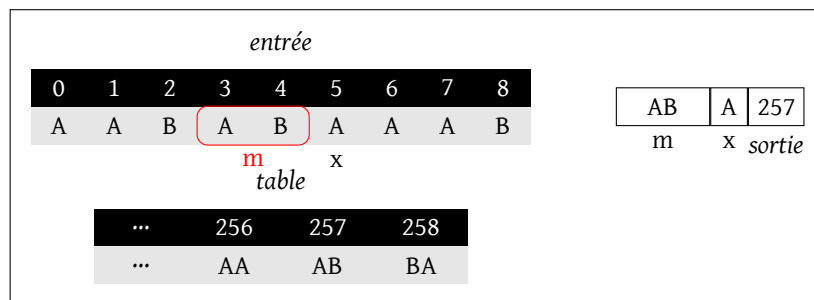 entrée
0 1 2 3 4 5 6 7 8
A A B A B A A A B
m x
AB A 257
m x sortie
table
... 256 257 258
... AA AB BA